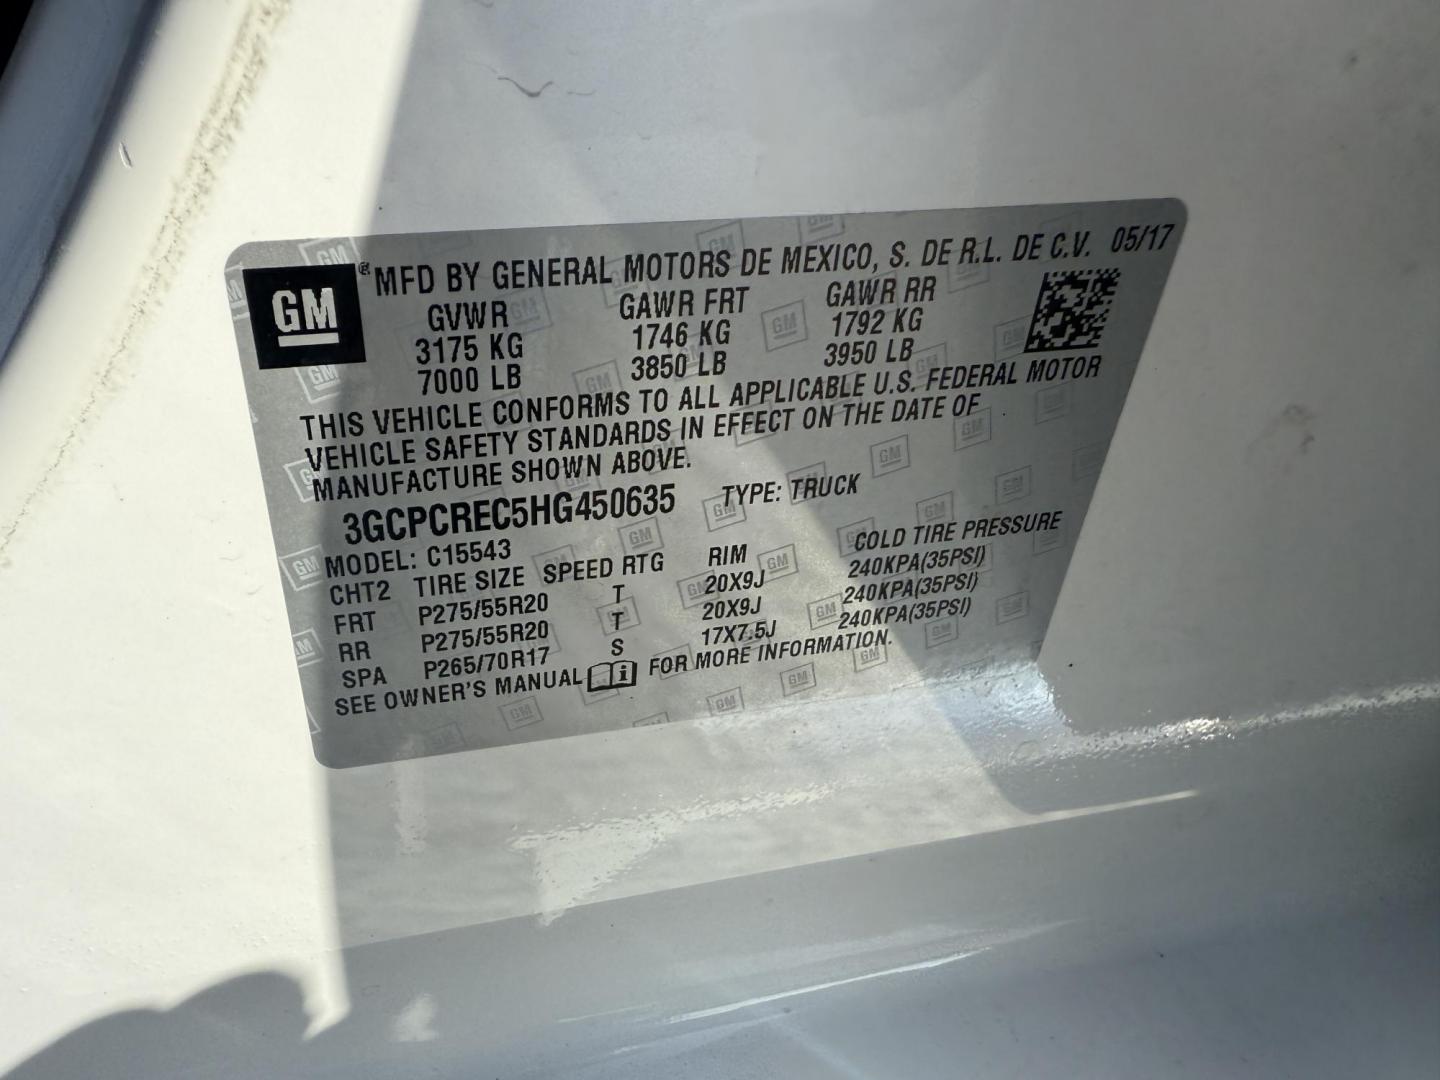 GM ® MFD BY GENERAL MOTORS DE MEXICO, S. DE R.L. DE C.V. 05/17
GVWR GAWR FRT GAWR RR
3175 KG 1746 KG 1792 KG
7000 LB 3850 LB 3950 LB
THIS VEHICLE CONFORMS TO ALL APPLICABLE U.S. FEDERAL MOTOR
VEHICLE SAFETY STANDARDS IN EFFECT ON THE DATE OF
MANUFACTURE SHOWN ABOVE.
3GCPCREC5HG450635 TYPE: TRUCK
MODEL: C15543
CHT2 TIRE SIZE SPEED RTG RIM COLD TIRE PRESSURE
FRT P275/55R20 T 20X9J 240KPA(35PSI)
RR P275/55R20 T 20X9J 240KPA(35PSI)
SPA P265/70R17 S 17X7.5J 240KPA(35PSI)
SEE OWNER'S MANUAL i FOR MORE INFORMATION.